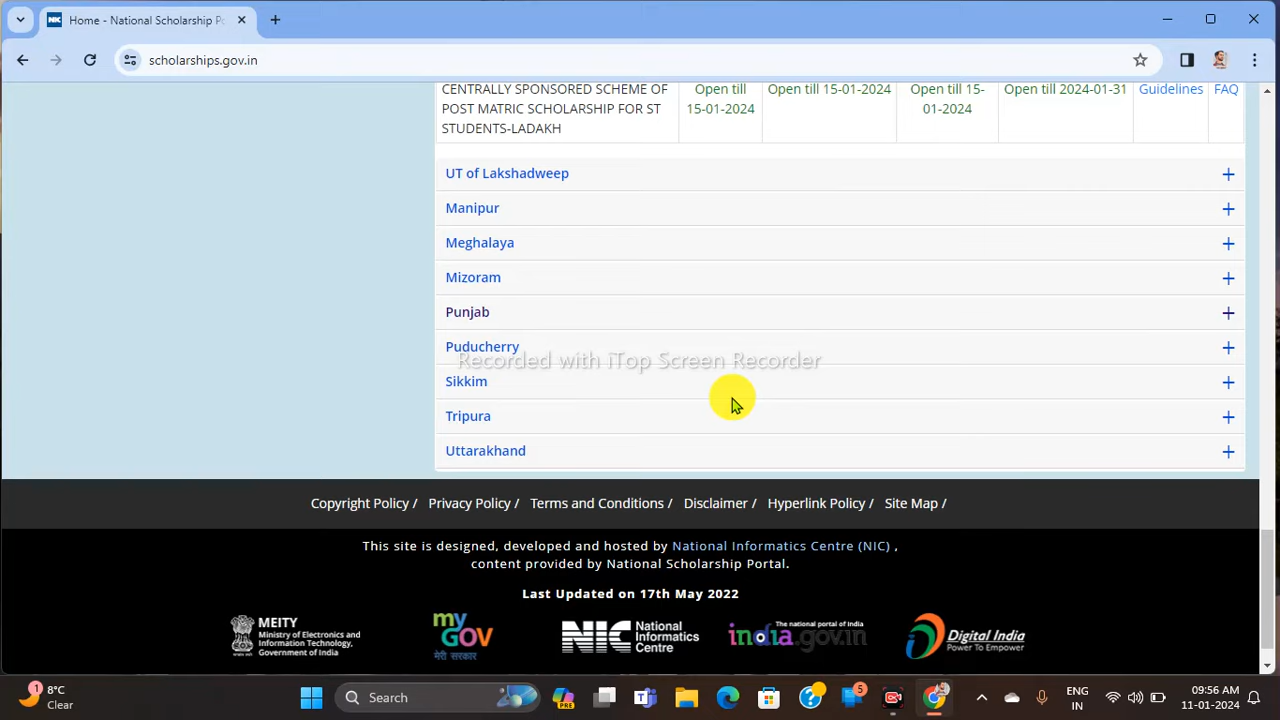 Home - National Scholarship Po
scholarships.gov.in
CENTRALLY SPONSORED SCHEME OF POST MATRIC SCHOLARSHIP FOR ST STUDENTS-LADAKH
Open till 15-01-2024
Open till 15-01-2024
Open till 15-01-2024
Open till 2024-01-31
Guidelines
FAQ
UT of Lakshadweep
Manipur
Meghalaya
Mizoram
Punjab
Puducherry
Recorded with iTop Screen Recorder
Sikkim
Tripura
Uttarakhand
Copyright Policy / Privacy Policy / Terms and Conditions / Disclaimer / Hyperlink Policy / Site Map /
This site is designed, developed and hosted by National Informatics Centre (NIC) ,
content provided by National Scholarship Portal.
Last Updated on 17th May 2022
MEITY
Ministry of Electronics and
Information Technology,
Government of India
my
GOV
मेरी सरकार
NIC National
Informatics
Centre
The national portal of India
india.gov.in
Digital India
Power To Empower
1
8°C
Clear
Search
PRE
5
ENG
IN
09:56 AM
11-01-2024